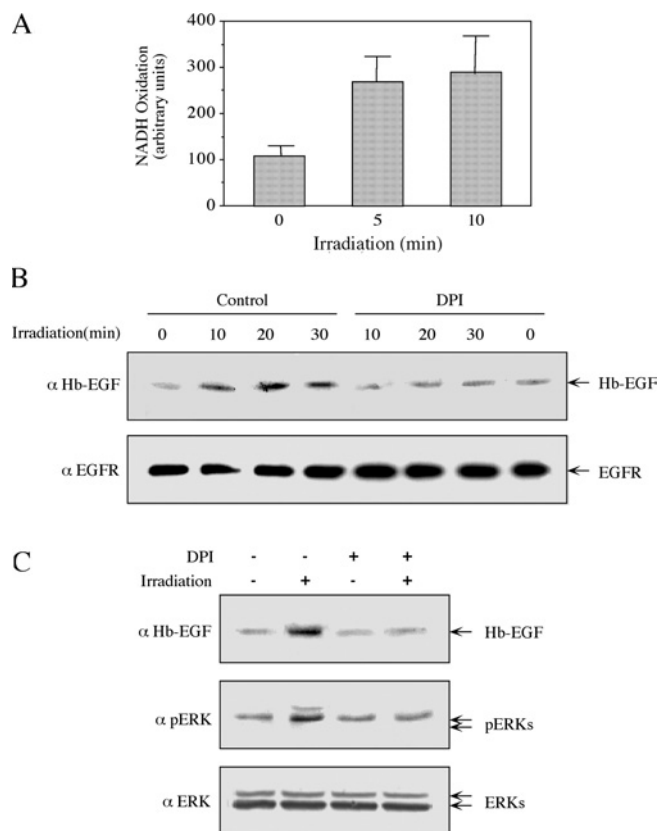 A
NADH Oxidation
(arbitrary units)
400
300
200
100
0
0 5 10
Irradiation (min)
B
Control DPI
Irradiation(min) 0 10 20 30 10 20 30 0
α Hb-EGF Hb-EGF
α EGFR EGFR
C
DPI - - + +
Irradiation - + - +
α Hb-EGF Hb-EGF
α pERK pERKs
α ERK ERKs